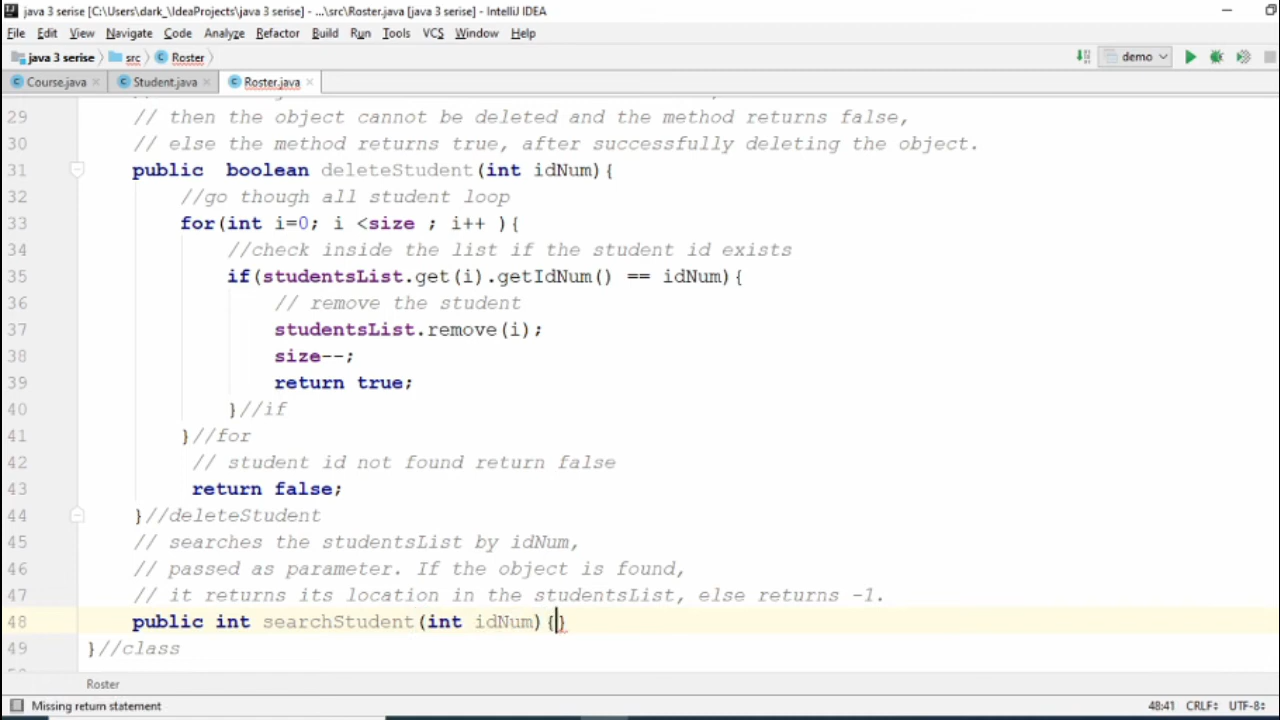 java 3 serise [C:\Users\dark_\IdeaProjects\java 3 serise] - ...\src\Roster.java [java 3 serise] - IntelliJ IDEA
File Edit View Navigate Code Analyze Refactor Build Run Tools VCS Window Help
java 3 serise src Roster demo
Course.java Student.java Roster.java
29 // then the object cannot be deleted and the method returns false,
30 // else the method returns true, after successfully deleting the object.
31 public boolean deleteStudent(int idNum){
32 //go though all student loop
33 for(int i=0; i <size ; i++ ){
34 //check inside the list if the student id exists
35 if(studentsList.get(i).getIdNum() == idNum){
36 // remove the student
37 studentsList.remove(i);
38 size--;
39 return true;
40 }//if
41 }//for
42 // student id not found return false
43 return false;
44 }//deleteStudent
45 // searches the studentsList by idNum,
46 // passed as parameter. If the object is found,
47 // it returns its location in the studentsList, else returns -1.
48 public int searchStudent(int idNum){}
49 }//class
Roster
Missing return statement 48:41 CRLF UTF-8